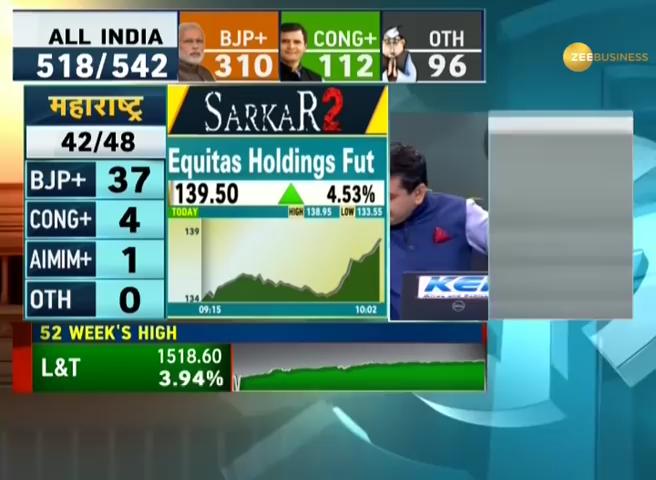 ALL INDIA
518/542
BJP+
310
CONG+
112
OTH
96
ZEEBUSINESS
महाराष्ट्र
42/48
BJP+ 37
CONG+ 4
AIMIM+ 1
OTH 0
SARKAR2
Equitas Holdings Fut
139.50 4.53%
TODAY HIGH 138.95 LOW 133.55
139
134
09:15 10:02
DELL
52 WEEK'S HIGH
L&T 1518.60
3.94%